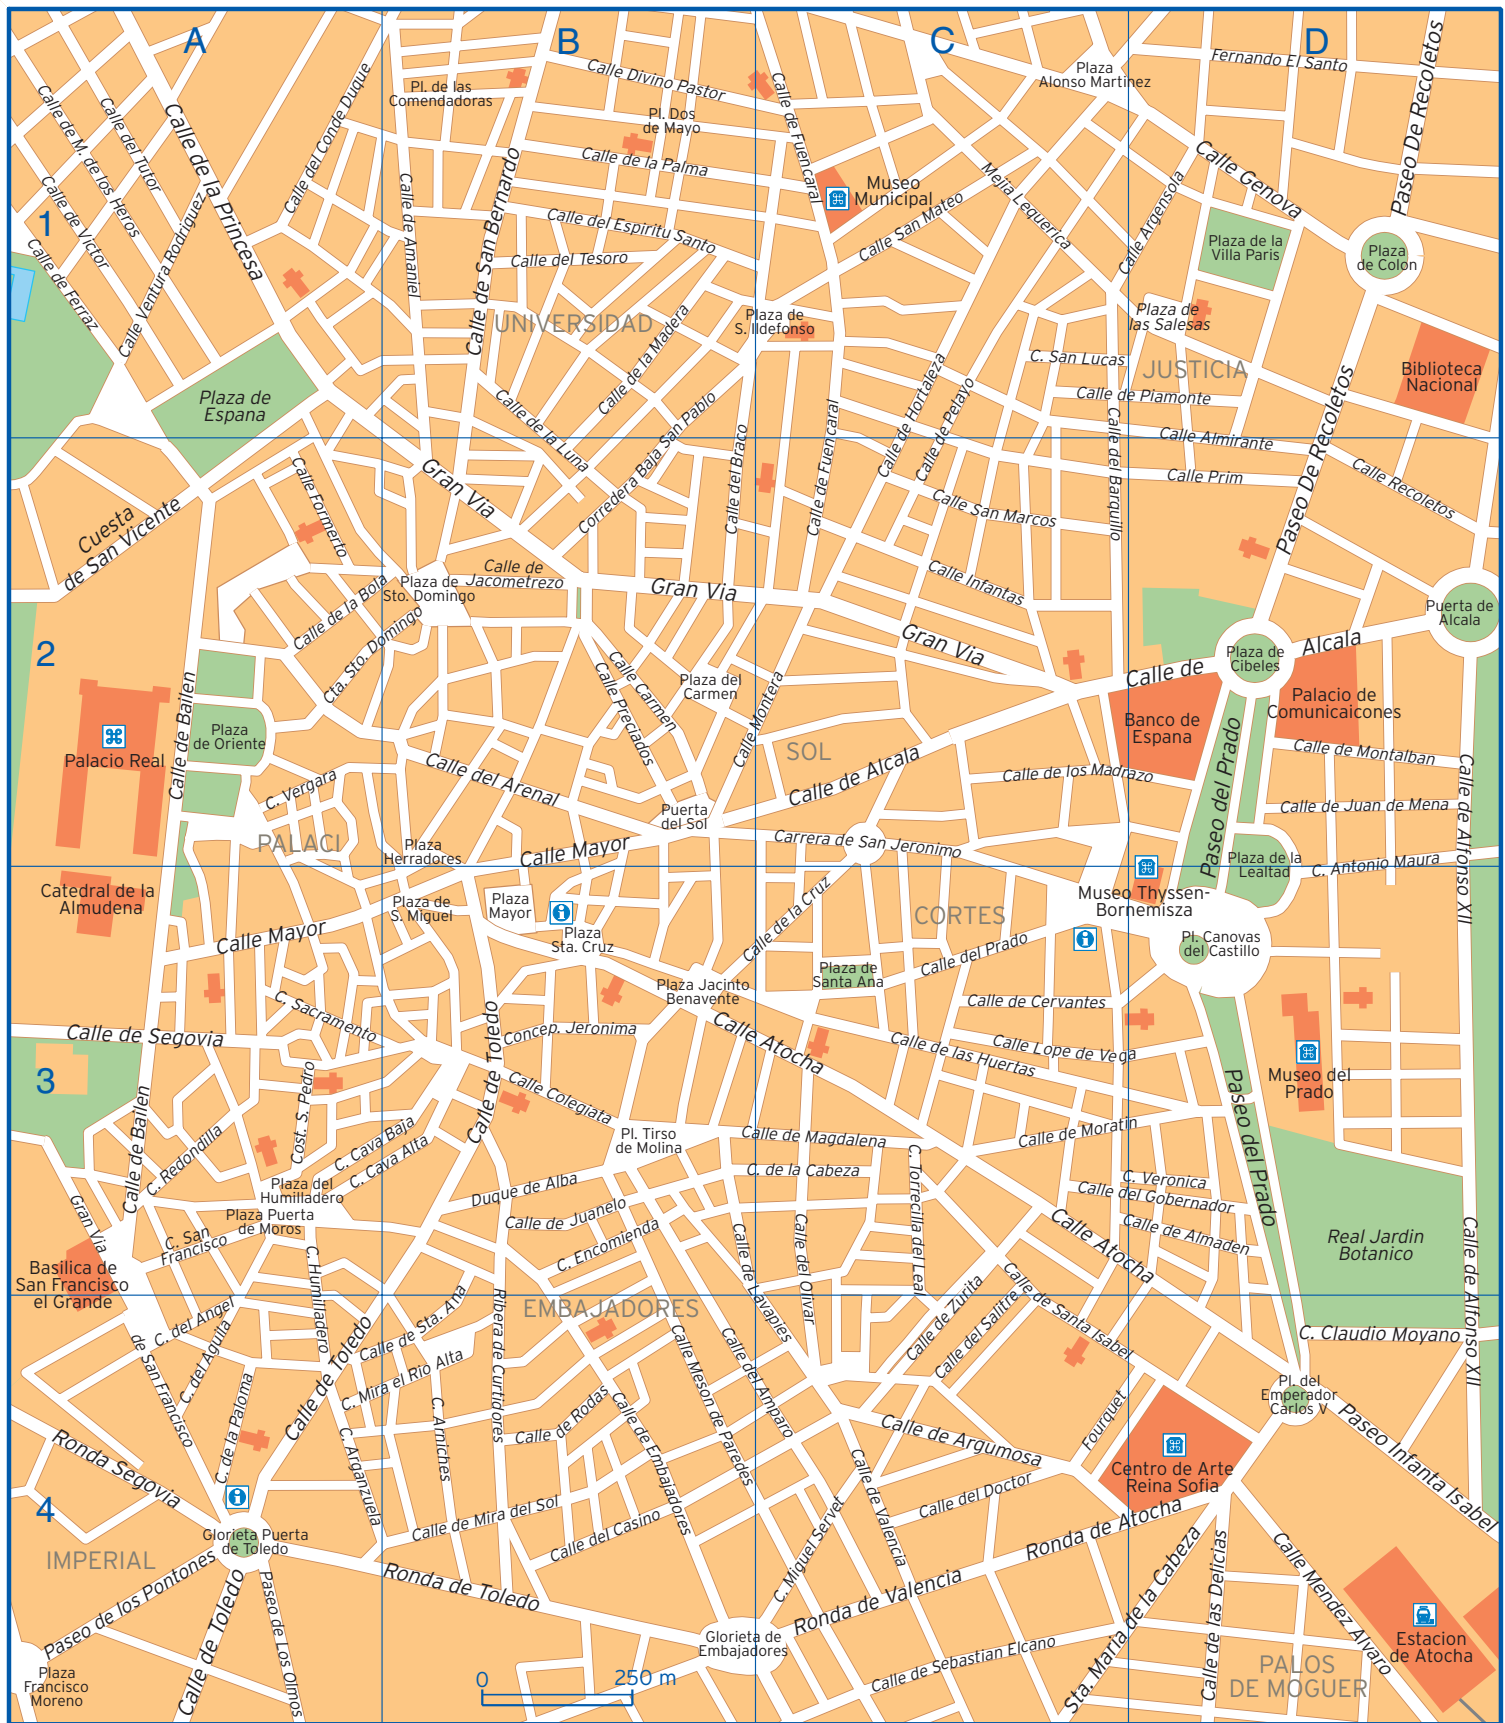 A
B
C
D
1
2
3
4
Calle de M. de los Heros
Calle del Tutor
Calle de la Princesa
Calle del Conde Duque
Calle de Victor
Calle de Ferraz
Calle Ventura Rodriquez
Plaza de
Espana
Pl. de las
Comendadoras
Calle de Amaniel
Calle de San Bernardo
Calle Divino Pastor
Pl. Dos
de Mayo
Calle de la Palma
Calle del Espiritu Santo
Calle del Tesoro
UNIVERSIDAD
Calle de la Madera
Calle de la Luna
Corredera Baja San Pablo
Calle de Fuencaral
Museo
Municipal
Calle San Mateo
Plaza de
S. Ildefonso
Mejia Lequerica
Plaza
Alonso Martinez
Fernando El Santo
Paseo De Recoletos
Calle Genova
Calle Argensola
Plaza de la
Villa Paris
Plaza
de Colon
Plaza de
las Salesas
C. San Lucas
JUSTICIA
Calle de Piamonte
Biblioteca
Nacional
Calle de Hortaleza
Calle de Pelayo
Calle Almirante
Calle Prim
Calle del Barquillo
Paseo De Recoletos
Calle Recoletos
Cuesta
de San Vicente
Calle Formerto
Gran Via
Calle del Braco
Calle de Fuencaral
Calle San Marcos
Calle Infantas
Calle de la Bola
Plaza de
Sto. Domingo
Calle de
Jacometrezo
Gran Via
Gran Via
Cta. Sto. Domingo
Calle Carmen
Calle Preciados
Plaza del
Carmen
Calle Montera
Puerta de
Alcala
Calle de
Alcala
Plaza de
Cibeles
Palacio de
Comunicaicones
Banco de
Espana
Palacio Real
Calle de Bailen
Plaza
de Oriente
C. Vergara
PALACI
Calle del Arenal
Plaza
Herradores
Calle Mayor
Puerta
del Sol
SOL
Calle de Alcala
Calle de los Madrazo
Carrera de San Jeronimo
Paseo del Prado
Calle de Montalban
Calle de Juan de Mena
Plaza de la
Lealtad
C. Antonio Maura
Calle de Alfonso XII
Catedral de la
Almudena
Calle Mayor
Plaza de
S. Miguel
Plaza
Mayor
Plaza
Sta. Cruz
Calle de la Cruz
CORTES
Calle del Prado
Museo Thyssen-
Bornemisza
Pl. Canovas
del Castillo
Plaza de
Santa Ana
Plaza Jacinto
Benavente
Calle de Cervantes
Calle de Segovia
C. Sacramento
Calle de Toledo
Concep. Jeronima
Calle Atocha
Calle de las Huertas
Calle Lope de Vega
Museo del
Prado
Calle de Bailen
Cost. S. Pedro
Calle Colegiata
Pl. Tirso
de Molina
Calle de Magdalena
Calle de Moratin
Paseo del Prado
C. Redondilla
C. Cava Baja
C. Cava Alta
C. de la Cabeza
C. Torrecilla del Leal
C. Veronica
Calle del Gobernador
Calle de Almaden
Plaza del
Humilladero
Plaza Puerta
de Moros
Duque de Alba
Calle de Juanelo
C. Encomienda
Calle de Lavapies
Calle del Olivar
Calle Atocha
Real Jardin
Botanico
Gran Via
C. San
Francisco
Basilica de
San Francisco
el Grande
C. Humilladero
EMBAJADORES
Calle de Zurita
Calle del Salitre
Calle de Santa Isabel
Calle de Alfonso XII
C. del Angel
de San Francisco
C. del Aguila
C. de la Paloma
Calle de Toledo
Calle de Sta. Ana
C. Mira el Rio Alta
Ribera de Curtidores
Calle Meson de Paredes
Calle del Amparo
C. Claudio Moyano
Pl. del
Emperador
Carlos V
Ronda Segovia
C. Arganzuela
C. Arniches
Calle de Rodas
Calle de Embajadores
Calle de Argumosa
Fourquet
Centro de Arte
Reina Sofia
Paseo Infanta Isabel
Glorieta Puerta
de Toledo
Calle de Mira del Sol
Calle del Casino
C. Miguel Servet
Calle de Valencia
Calle del Doctor
Ronda de Atocha
IMPERIAL
Paseo de los Pontones
Calle de Toledo
Paseo de Los Olmos
Ronda de Toledo
Glorieta de
Embajadores
Ronda de Valencia
Calle de Sebastian Elcano
Sta. Maria de la Cabeza
Calle de las Delicias
Calle Mendez Alvaro
Estacion
de Atocha
PALOS
DE MOGUER
Plaza
Francisco
Moreno
0
250 m